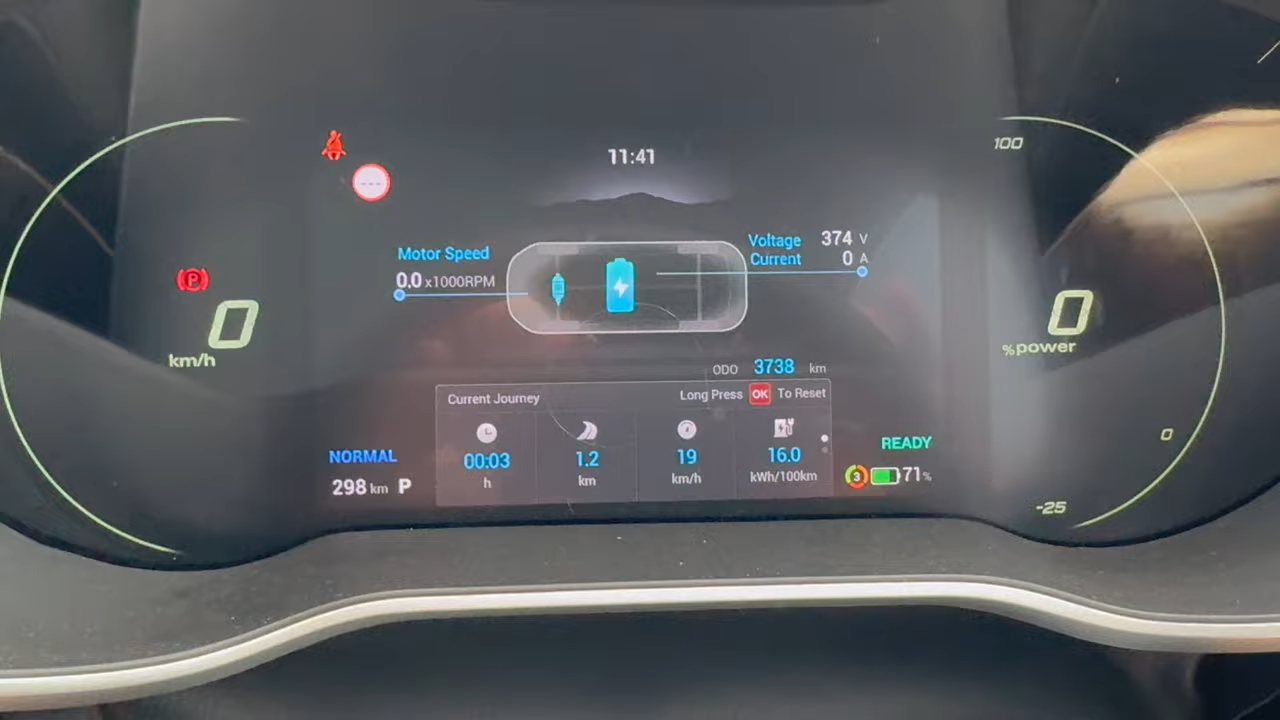 11:41
100
Motor Speed
0.0 x1000RPM
Voltage 374 V
Current 0 A
P
0
km/h
0
%power
ODO 3738 km
Current Journey
Long Press OK To Reset
00:03
h
1.2
km
19
km/h
16.0
kWh/100km
NORMAL
298 km P
READY
3
71%
0
-25